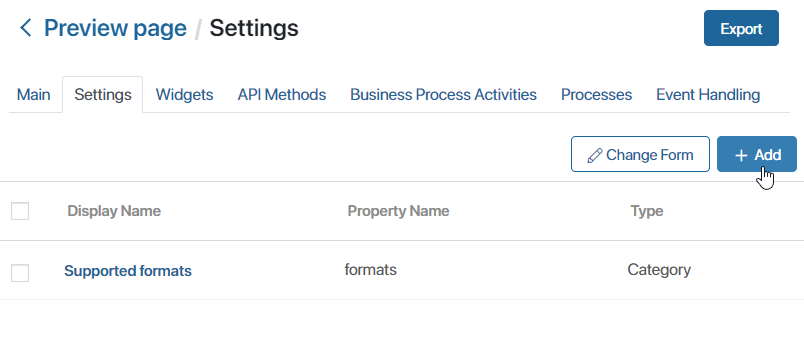 Preview page / Settings
Export
Main Settings Widgets API Methods Business Process Activities Processes Event Handling
Change Form + Add
Display Name Property Name Type
Supported formats formats Category